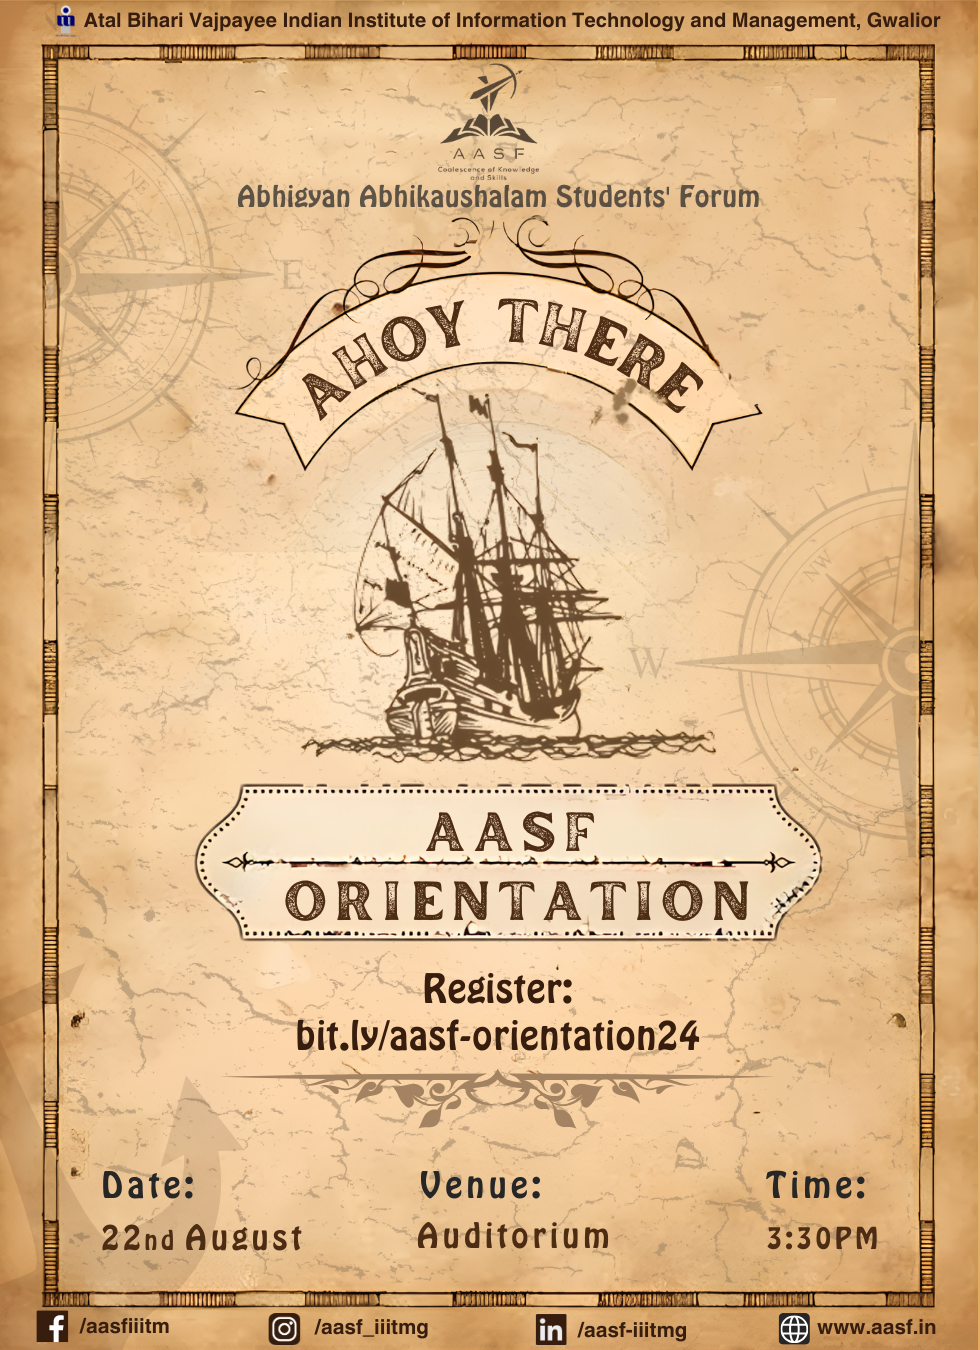 Atal Bihari Vajpayee Indian Institute of Information Technology and Management, Gwalior
AASF
Coalescence of Knowledge
and Skills
Abhigyan Abhikaushalam Students' Forum
AHOY THERE
E
W
SW
AASF
ORIENTATION
Register:
bit.ly/aasf-orientation24
Date:
22nd August
Venue:
Auditorium
Time:
3:30PM
/aasfiiitm
/aasf_iiitmg
/aasf-iiitmg
www.aasf.in